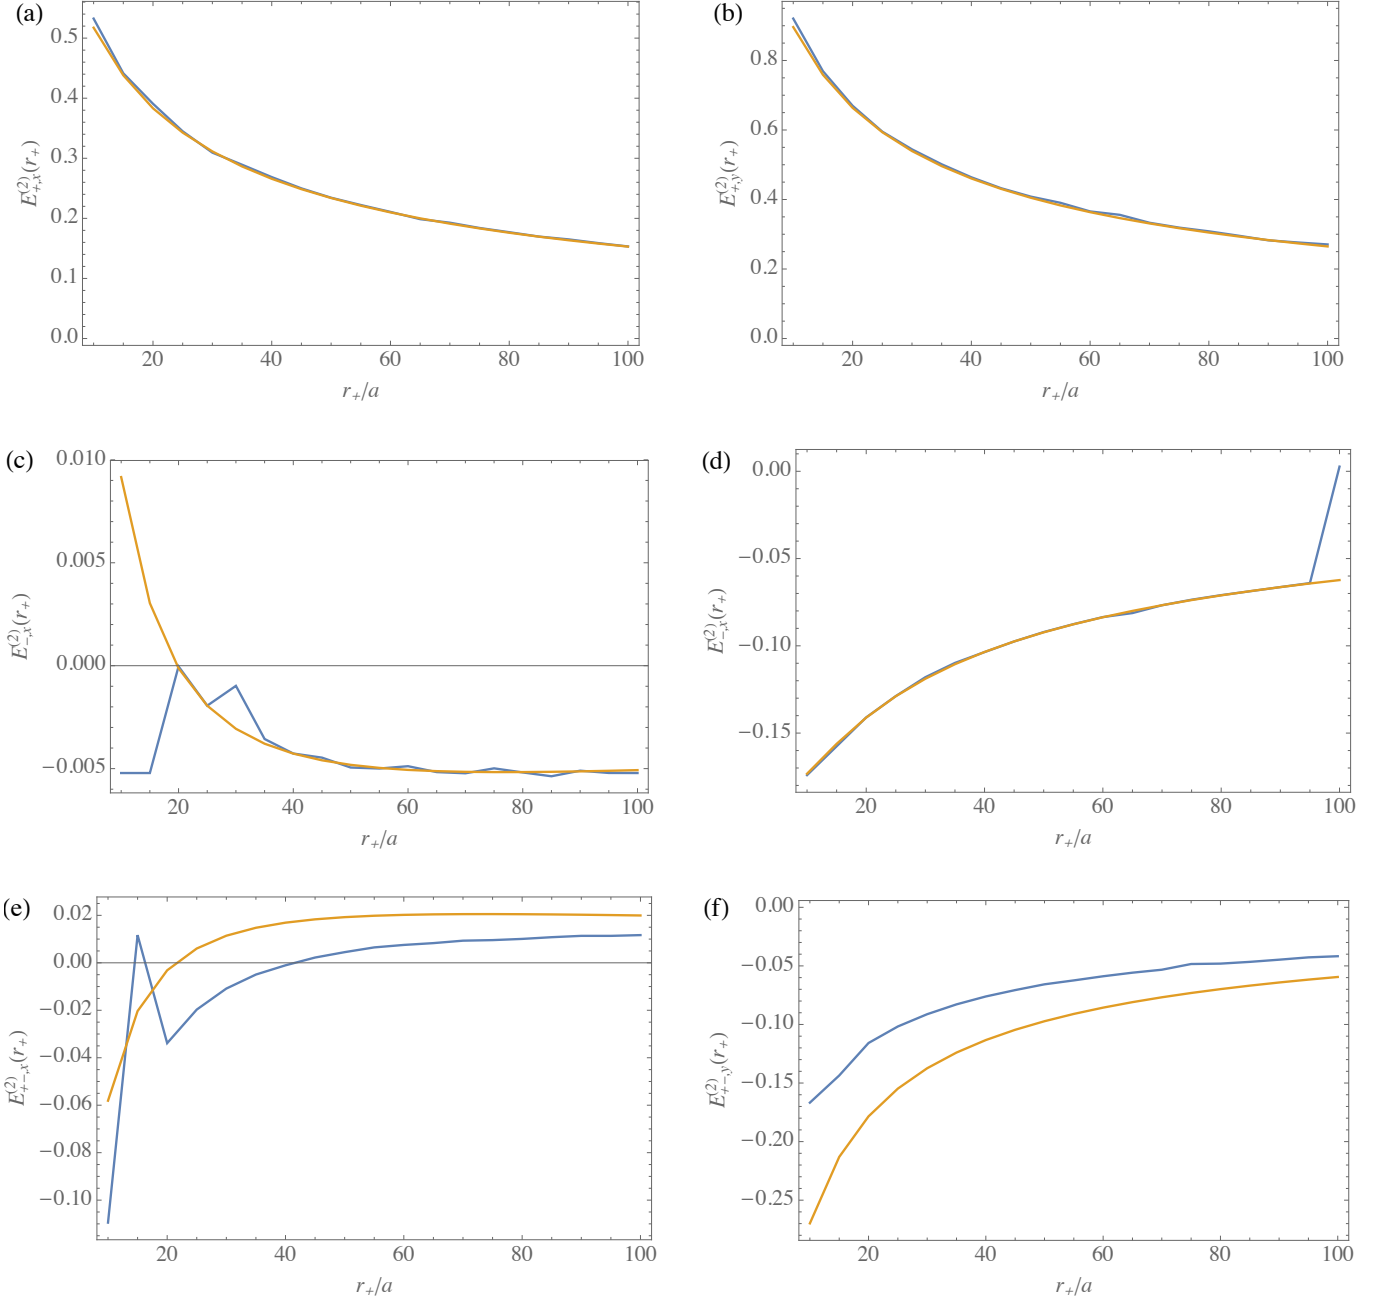 (a)
0.5
0.4
0.3
0.2
0.1
0.0
E^{(2)}_{+,x}(r_+)
20 40 60 80 100
r_+/a
(b)
0.8
0.6
0.4
0.2
0.0
E^{(2)}_{+,y}(r_+)
20 40 60 80 100
r_+/a
(c)
0.010
0.005
0.000
−0.005
E^{(2)}_{−,x}(r_+)
20 40 60 80 100
r_+/a
(d)
0.00
−0.05
−0.10
−0.15
E^{(2)}_{−,x}(r_+)
20 40 60 80 100
r_+/a
(e)
0.02
0.00
−0.02
−0.04
−0.06
−0.08
−0.10
E^{(2)}_{+−,x}(r_+)
20 40 60 80 100
r_+/a
(f)
0.00
−0.05
−0.10
−0.15
−0.20
−0.25
E^{(2)}_{+−,y}(r_+)
20 40 60 80 100
r_+/a